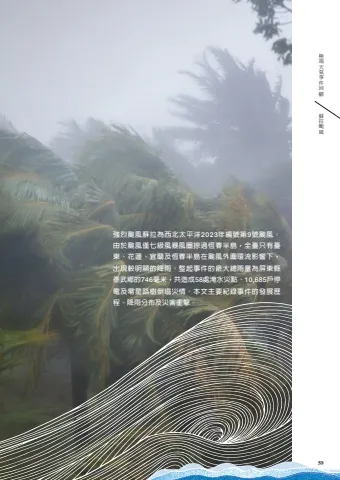 極端天氣事件回顧
蘇拉颱風
強烈颱風蘇拉為西北太平洋2023年編號第9號颱風，
由於颱風僅七級風暴風圈掠過恆春半島，全臺只有臺
東、花蓮、宜蘭及恆春半島在颱風外圍環流影響下，
出現較明顯的降雨，整起事件的最大總雨量為屏東縣
泰武鄉的746毫米，共造成58處淹水災點、10,685戶停
電及零星路樹倒塌災情。本文主要紀錄事件的發展歷
程、降雨分布及災害衝擊。